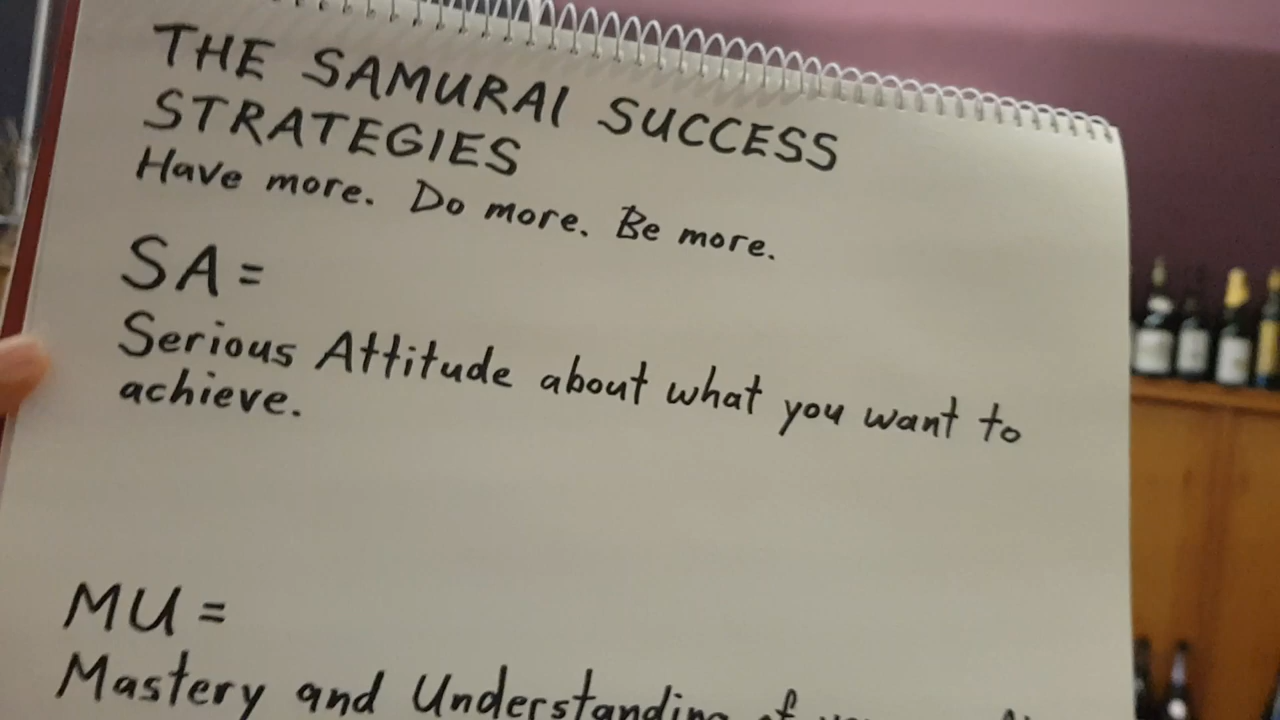 THE SAMURAI SUCCESS
STRATEGIES
Have more. Do more. Be more.
SA =
Serious Attitude about what you want to
achieve.
MU =
Mastery and Understanding of